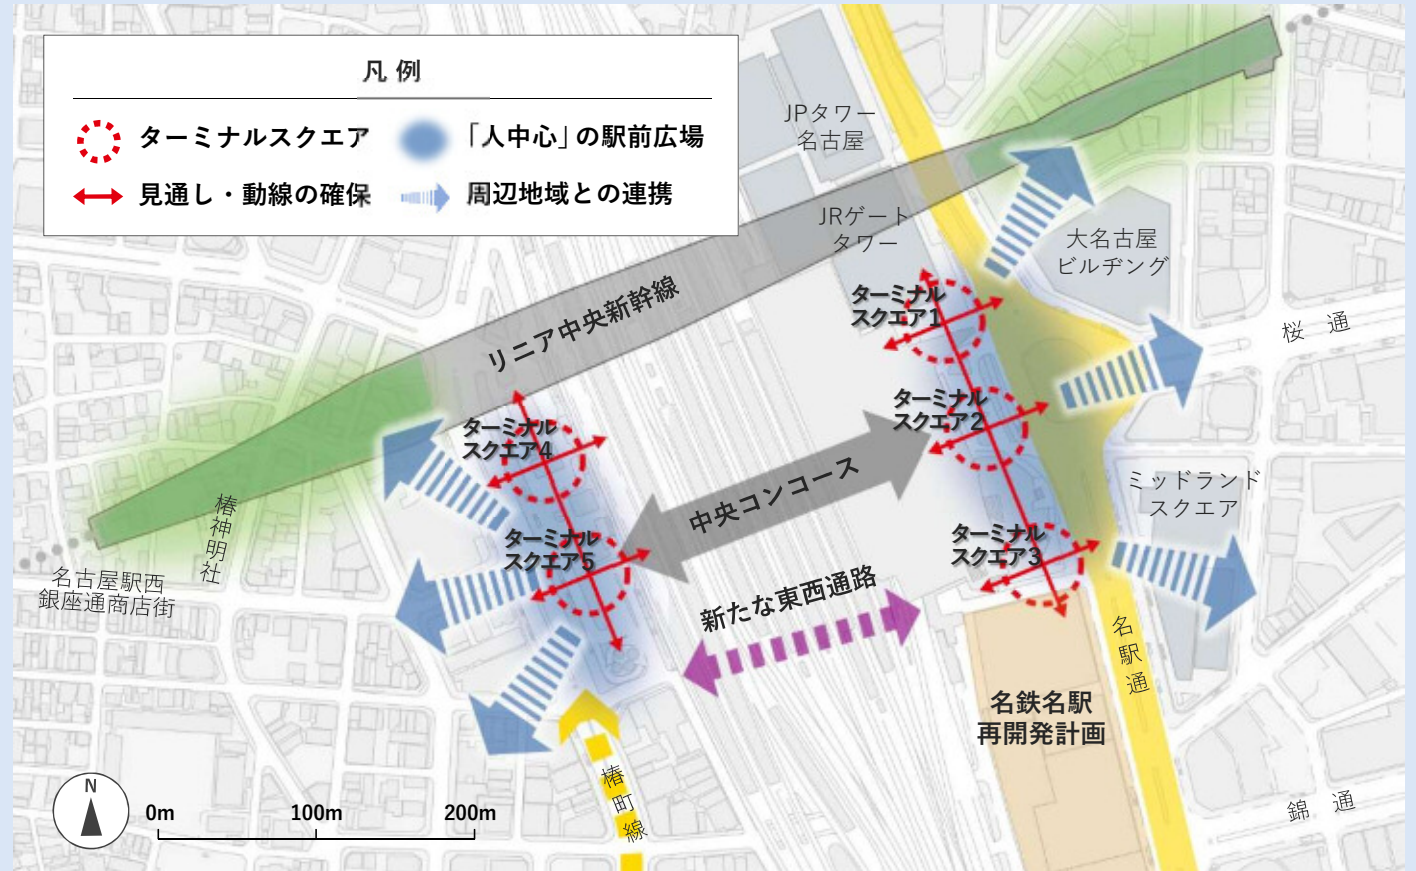 凡例
ターミナルスクエア
「人中心」の駅前広場
見通し・動線の確保
周辺地域との連携
JPタワー
名古屋
JRゲート
タワー
大名古屋
ビルヂング
桜通
リニア中央新幹線
ターミナル
スクエア1
ターミナル
スクエア2
ターミナル
スクエア4
中央コンコース
ミッドランド
スクエア
椿神明社
ターミナル
スクエア5
ターミナル
スクエア3
名古屋駅西
銀座通商店街
新たな東西通路
名駅通
名鉄名駅
再開発計画
椿町線
錦通
N
0m
100m
200m